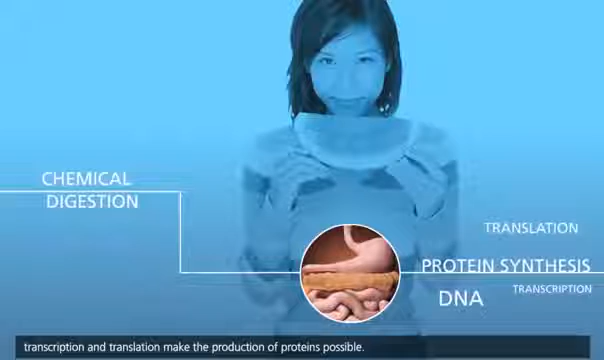 CHEMICAL
DIGESTION
TRANSLATION
PROTEIN SYNTHESIS
TRANSCRIPTION
DNA
transcription and translation make the production of proteins possible.